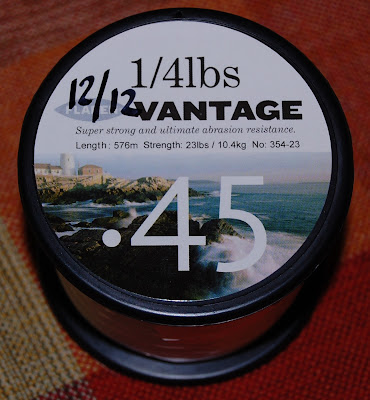 1/4lbs
12/12
VANTAGE
Super strong and ultimate abrasion resistance.
Length: 576m Strength: 23lbs / 10.4kg No: 354-23
.45